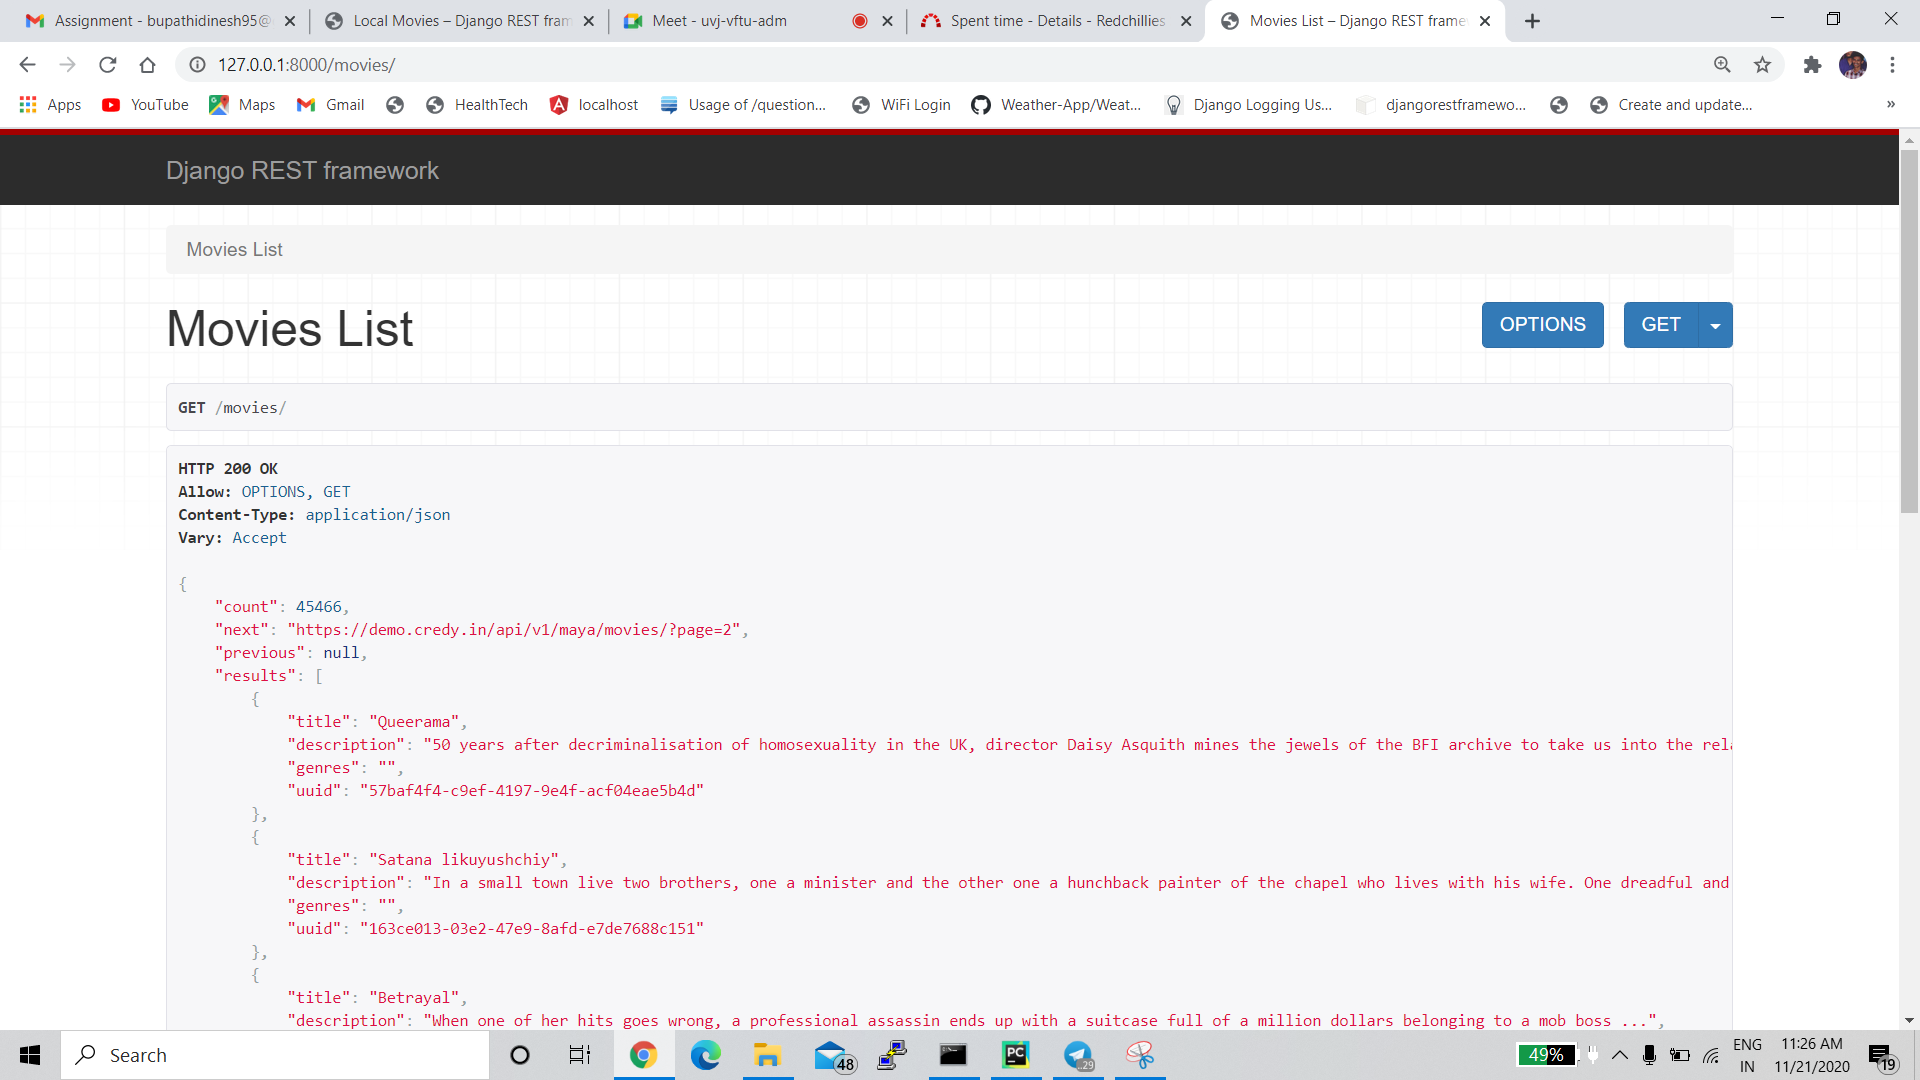 Assignment - bupathidinesh95@
Local Movies – Django REST fram
Meet - uvj-vftu-adm
Spent time - Details - Redchillies
Movies List – Django REST frame
127.0.0.1:8000/movies/
Apps
YouTube
Maps
Gmail
HealthTech
localhost
Usage of /question...
WiFi Login
Weather-App/Weat...
Django Logging Us...
djangorestframewo...
Create and update...
»
Django REST framework
Movies List
Movies List
OPTIONS
GET
GET /movies/
HTTP 200 OK
Allow: OPTIONS, GET
Content-Type: application/json
Vary: Accept
{
"count": 45466,
"next": "https://demo.credy.in/api/v1/maya/movies/?page=2",
"previous": null,
"results": [
{
"title": "Queerama",
"description": "50 years after decriminalisation of homosexuality in the UK, director Daisy Asquith mines the jewels of the BFI archive to take us into the rela
"genres": "",
"uuid": "57baf4f4-c9ef-4197-9e4f-acf04eae5b4d"
},
{
"title": "Satana likuyushchiy",
"description": "In a small town live two brothers, one a minister and the other one a hunchback painter of the chapel who lives with his wife. One dreadful and
"genres": "",
"uuid": "163ce013-03e2-47e9-8afd-e7de7688c151"
},
{
"title": "Betrayal",
"description": "When one of her hits goes wrong, a professional assassin ends up with a suitcase full of a million dollars belonging to a mob boss ...",
Search
48
PC
29
49%
ENG
IN
11:26 AM
11/21/2020
19